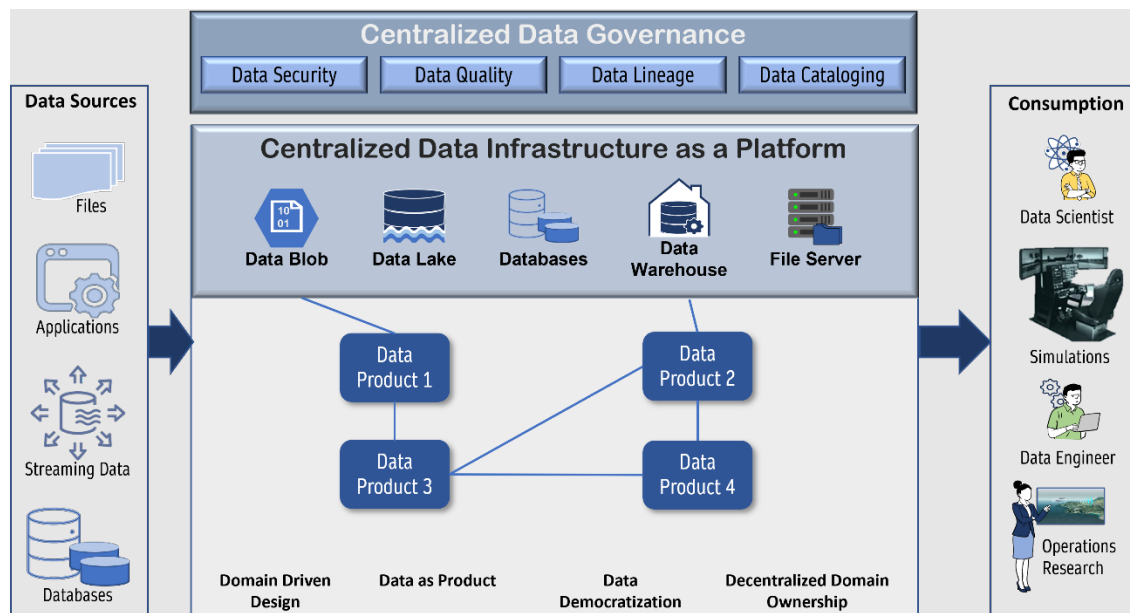 Centralized Data Governance
Data Security
Data Quality
Data Lineage
Data Cataloging
Data Sources
Files
Applications
Streaming Data
Databases
Centralized Data Infrastructure as a Platform
10
01
Data Blob
Data Lake
Databases
Data
Warehouse
File Server
Data
Product 1
Data
Product 2
Data
Product 3
Data
Product 4
Domain Driven
Design
Data as Product
Data
Democratization
Decentralized Domain
Ownership
Consumption
Data Scientist
Simulations
Data Engineer
Operations
Research